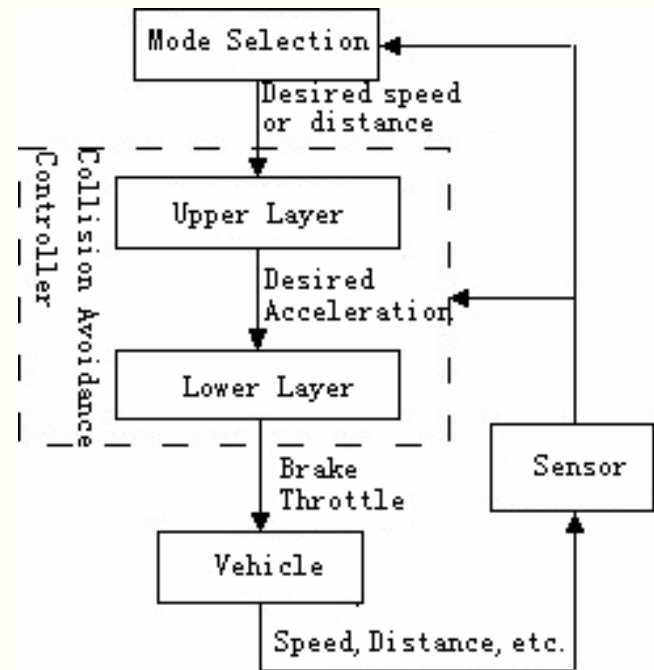 Mode Selection
Desired speed
or distance
Collision Avoidance
Controller
Upper Layer
Desired
Acceleration
Lower Layer
Brake
Throttle
Sensor
Vehicle
Speed, Distance, etc.